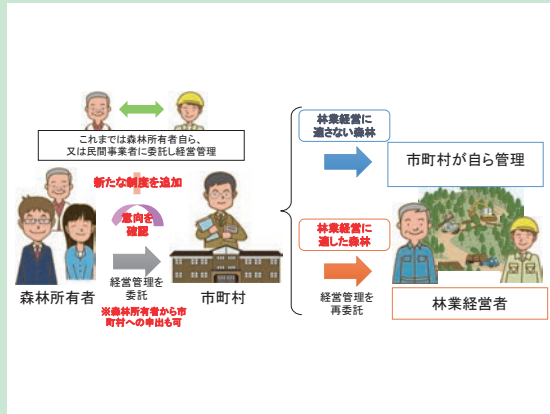 これまでは森林所有者自ら、
又は民間事業者に委託し経営管理
新たな制度を追加
意向を
確認
経営管理を
委託
森林所有者
市町村
※森林所有者から市
町村への申出も可
林業経営に
適さない森林
市町村が自ら管理
林業経営に
適した森林
経営管理を
再委託
林業経営者